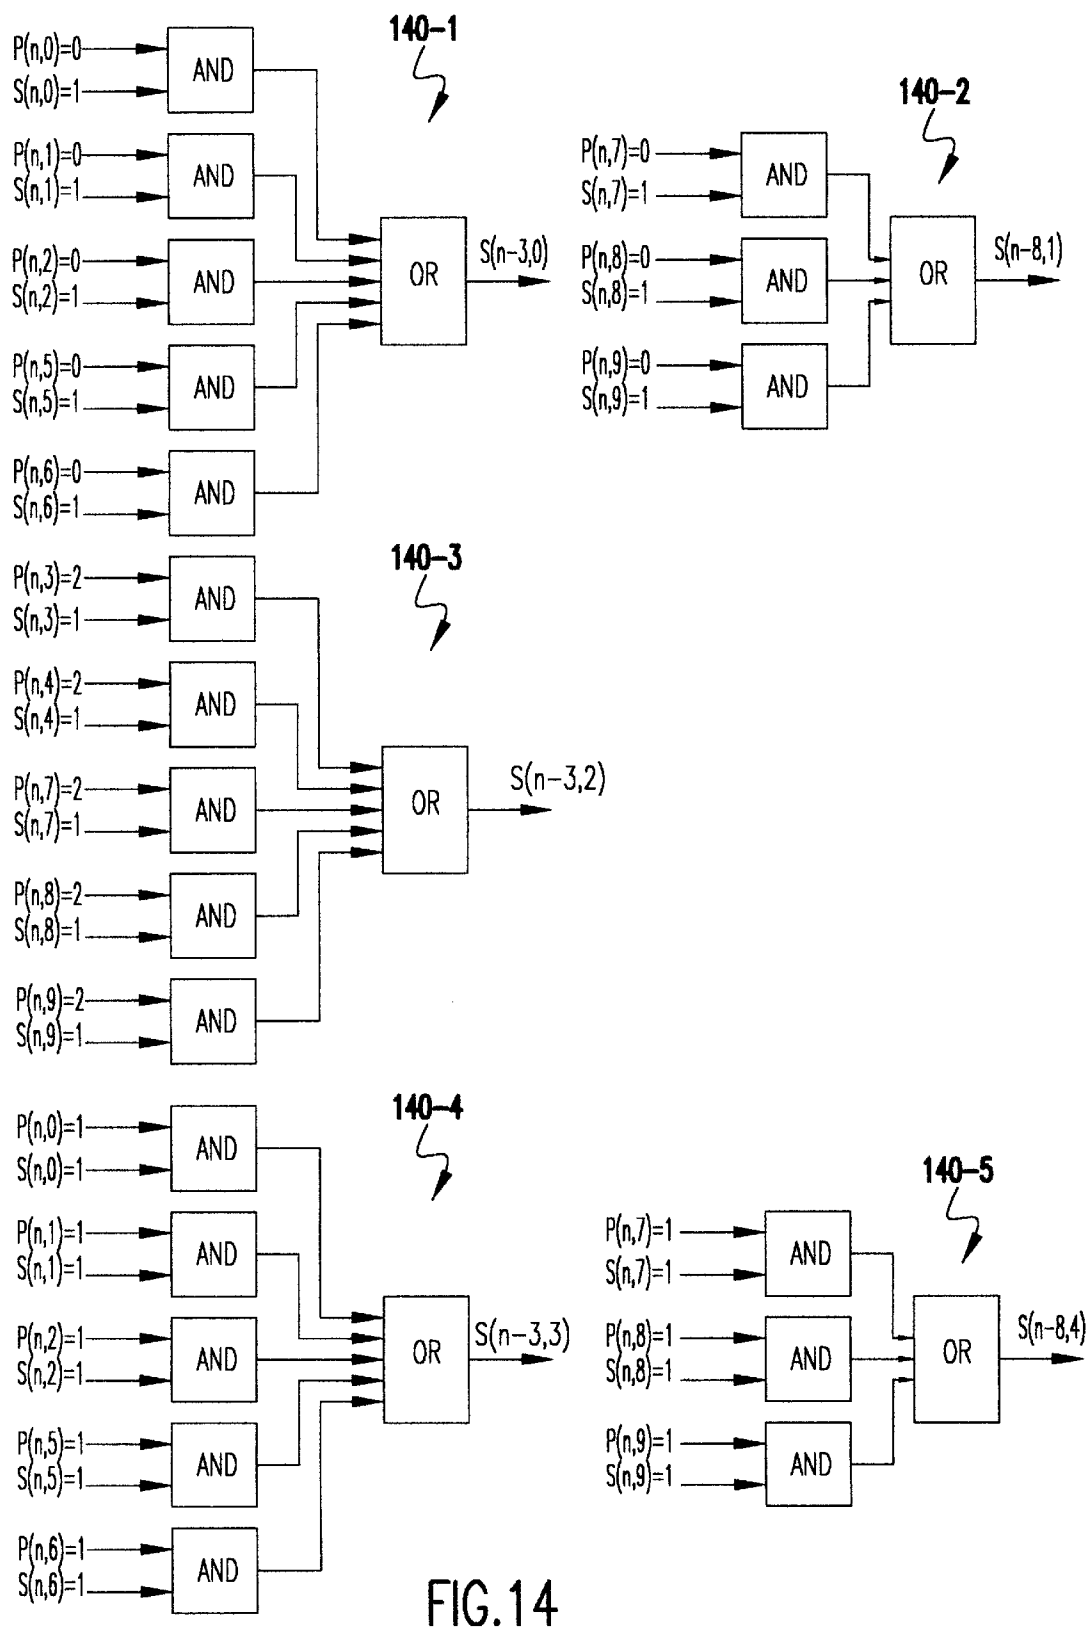 140-1
P(n,0)=0
S(n,0)=1
AND
P(n,1)=0
S(n,1)=1
AND
P(n,2)=0
S(n,2)=1
AND
P(n,5)=0
S(n,5)=1
AND
P(n,6)=0
S(n,6)=1
AND
OR
S(n-3,0)
140-2
P(n,7)=0
S(n,7)=1
AND
P(n,8)=0
S(n,8)=1
AND
P(n,9)=0
S(n,9)=1
AND
OR
S(n-8,1)
140-3
P(n,3)=2
S(n,3)=1
AND
P(n,4)=2
S(n,4)=1
AND
P(n,7)=2
S(n,7)=1
AND
P(n,8)=2
S(n,8)=1
AND
P(n,9)=2
S(n,9)=1
AND
OR
S(n-3,2)
140-4
P(n,0)=1
S(n,0)=1
AND
P(n,1)=1
S(n,1)=1
AND
P(n,2)=1
S(n,2)=1
AND
P(n,5)=1
S(n,5)=1
AND
P(n,6)=1
S(n,6)=1
AND
OR
S(n-3,3)
140-5
P(n,7)=1
S(n,7)=1
AND
P(n,8)=1
S(n,8)=1
AND
P(n,9)=1
S(n,9)=1
AND
OR
S(n-8,4)
FIG.14